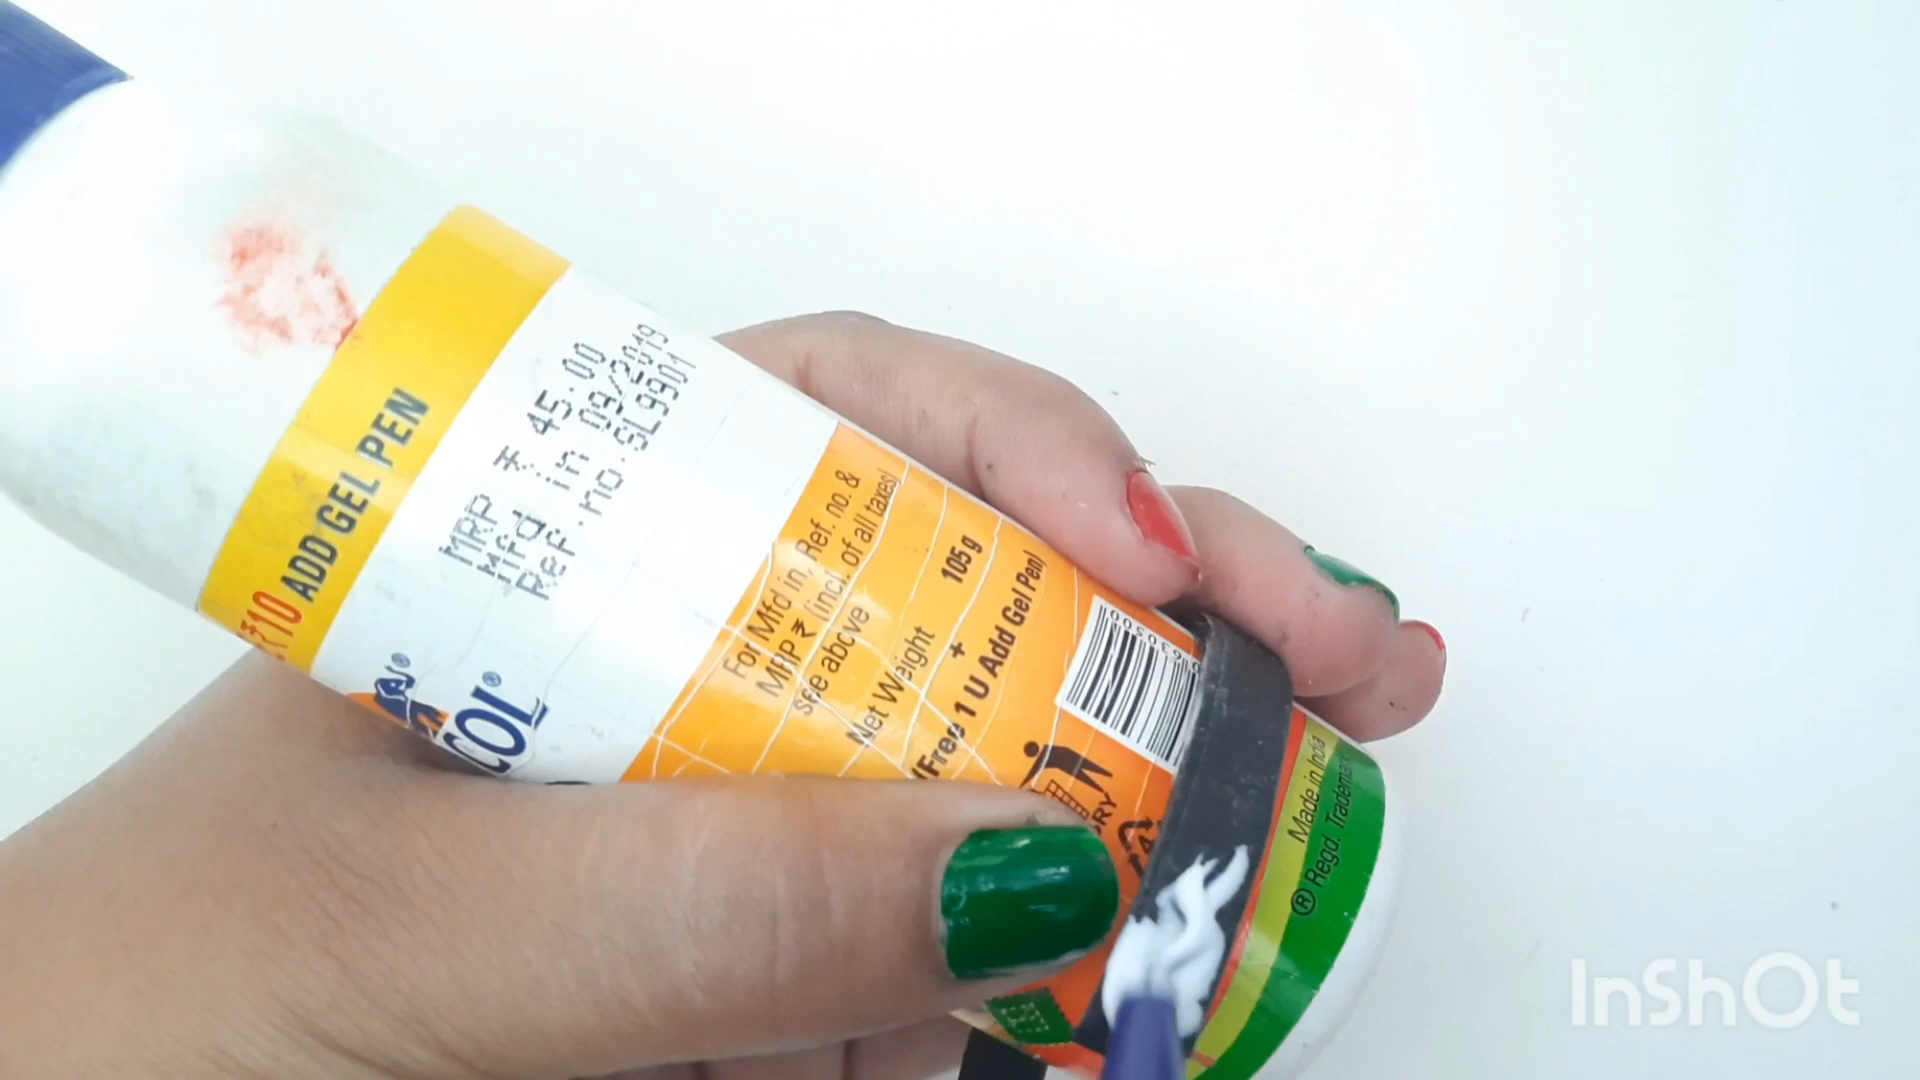 ₹10 ADD GEL PEN
MRP ₹ 45.00
Mfd in 09/2019
Ref.no.SL9901
COL®
For Mfd in, Ref. no. &
MRP ₹ (incl. of all taxes)
see above
Net Weight 105 g
+
(Free 1 U Add Gel Pen)
Made in India
® Regd. Trademark
InShOt